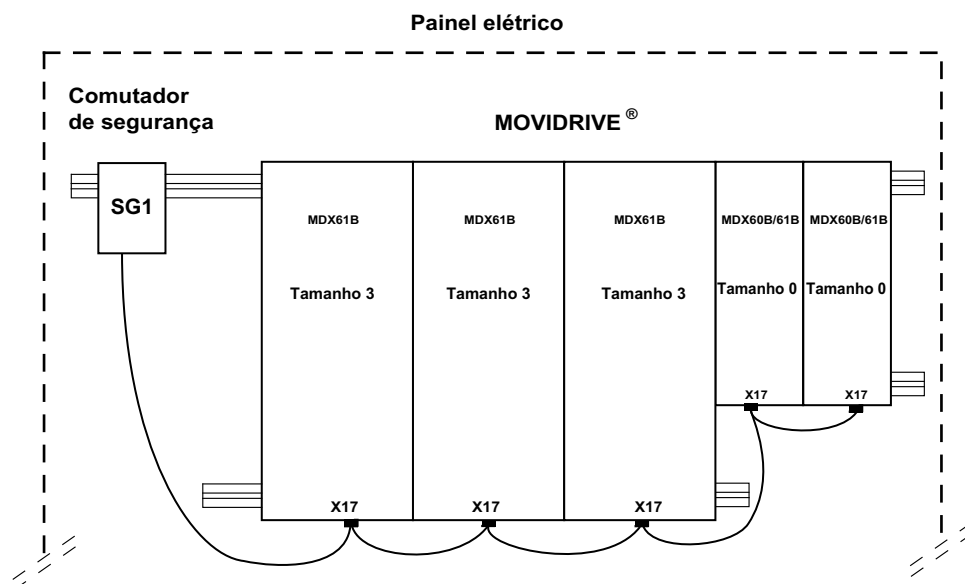 Painel elétrico
Comutador
de segurança
MOVIDRIVE ®
SG1
MDX61B
MDX61B
MDX61B
MDX60B/61B
MDX60B/61B
Tamanho 3
Tamanho 3
Tamanho 3
Tamanho 0
Tamanho 0
X17
X17
X17
X17
X17